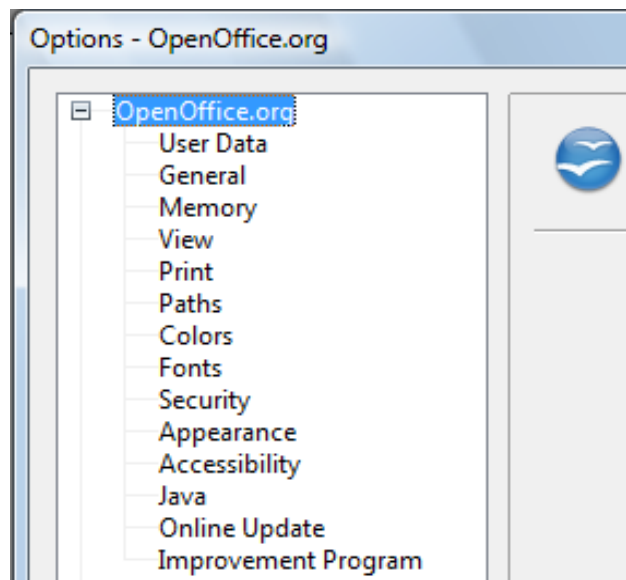 Options - OpenOffice.org
OpenOffice.org
User Data
General
Memory
View
Print
Paths
Colors
Fonts
Security
Appearance
Accessibility
Java
Online Update
Improvement Program